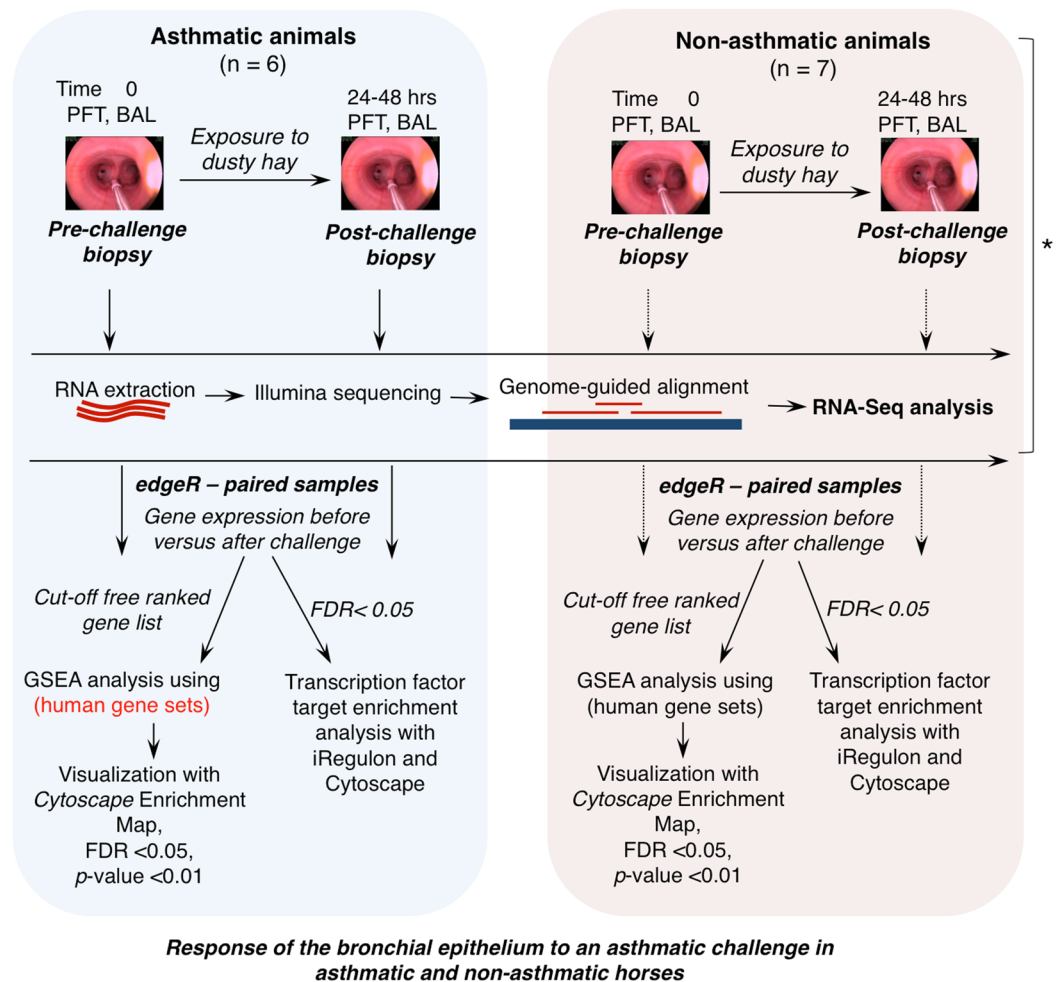 Asthmatic animals
(n = 6)
Time 0
PFT, BAL
Exposure to
dusty hay
24-48 hrs
PFT, BAL
Pre-challenge
biopsy
Post-challenge
biopsy
Non-asthmatic animals
(n = 7)
Time 0
PFT, BAL
Exposure to
dusty hay
24-48 hrs
PFT, BAL
Pre-challenge
biopsy
Post-challenge
biopsy
*
RNA extraction
Illumina sequencing
Genome-guided alignment
RNA-Seq analysis
edgeR – paired samples
Gene expression before
versus after challenge
Cut-off free ranked
gene list
FDR< 0.05
GSEA analysis using
(human gene sets)
Transcription factor
target enrichment
analysis with
iRegulon and
Cytoscape
Visualization with
Cytoscape Enrichment
Map,
FDR <0.05,
p-value <0.01
edgeR – paired samples
Gene expression before
versus after challenge
Cut-off free ranked
gene list
FDR< 0.05
GSEA analysis using
(human gene sets)
Transcription factor
target enrichment
analysis with
iRegulon and
Cytoscape
Visualization with
Cytoscape Enrichment
Map,
FDR <0.05,
p-value <0.01
Response of the bronchial epithelium to an asthmatic challenge in
asthmatic and non-asthmatic horses